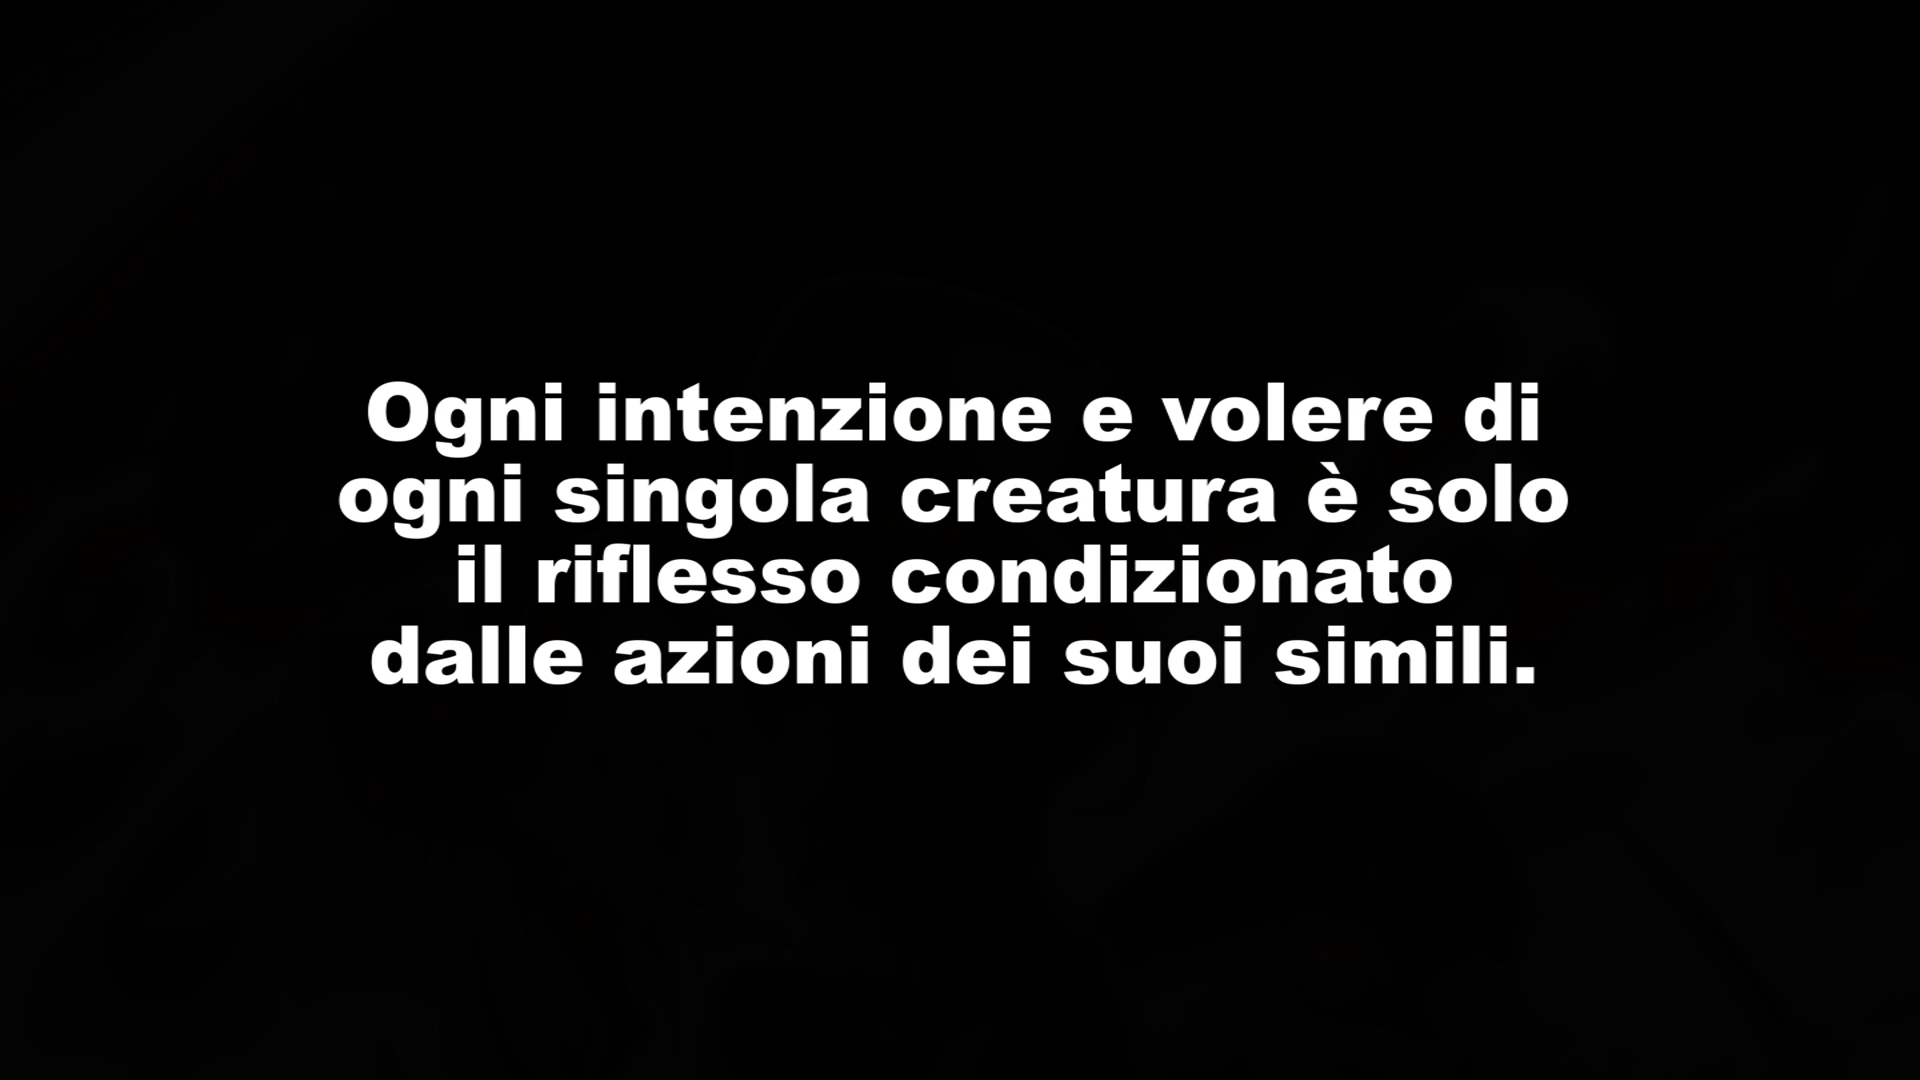 Ogni intenzione e volere di
ogni singola creatura è solo
il riflesso condizionato
dalle azioni dei suoi simili.